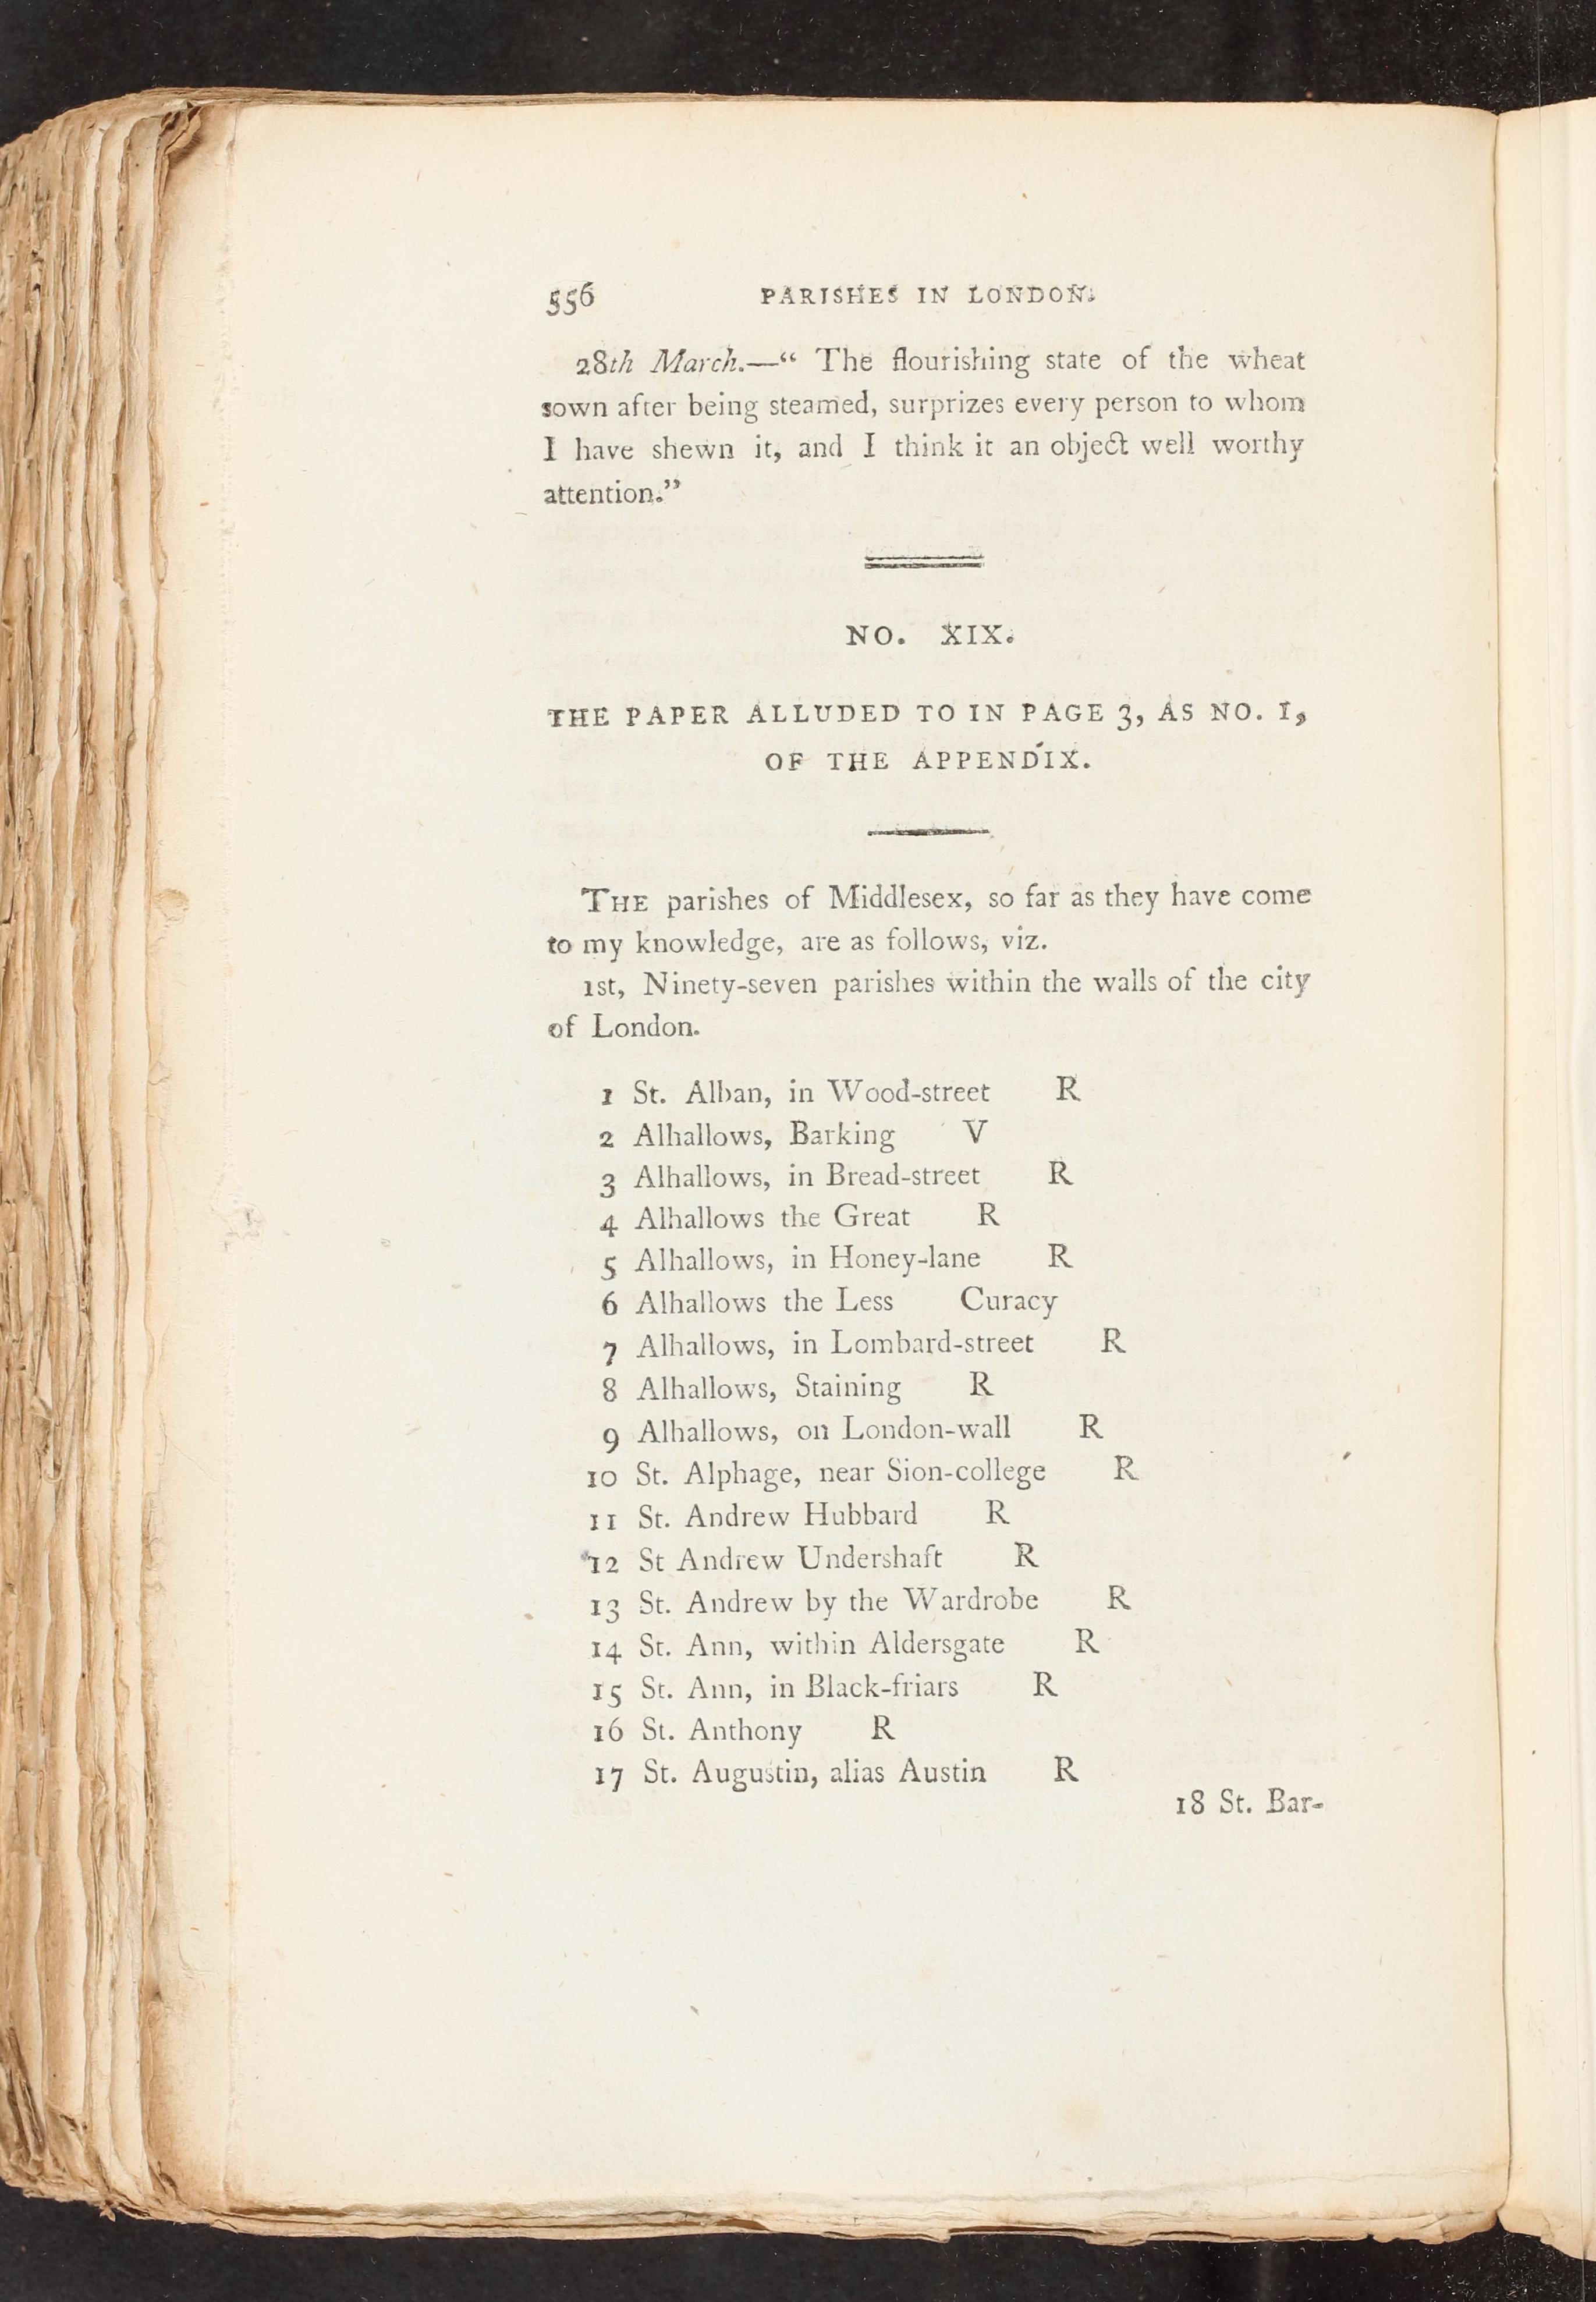 556 PARISHES IN LONDON.
28th March.—“ The flourishing state of the wheat
sown after being steamed, surprizes every person to whom
I have shewn it, and I think it an object well worthy
attention.”
NO. XIX.
THE PAPER ALLUDED TO IN PAGE 3, AS NO. I,
OF THE APPENDIX.
THE parishes of Middlesex, so far as they have come
to my knowledge, are as follows, viz.
1st, Ninety-seven parishes within the walls of the city
of London.
1 St. Alban, in Wood-street R
2 Alhallows, Barking V
3 Alhallows, in Bread-street R
4 Alhallows the Great R
5 Alhallows, in Honey-lane R
6 Alhallows the Less Curacy
7 Alhallows, in Lombard-street R
8 Alhallows, Staining R
9 Alhallows, on London-wall R
10 St. Alphage, near Sion-college R
11 St. Andrew Hubbard R
12 St Andrew Undershaft R
13 St. Andrew by the Wardrobe R
14 St. Ann, within Aldersgate R
15 St. Ann, in Black-friars R
16 St. Anthony R
17 St. Augustin, alias Austin R
18 St. Bar-